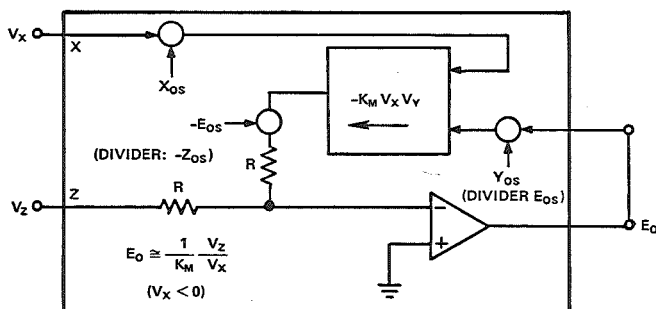 Vx
X
XOS
-KM VX VY
-EOS
(DIVIDER: -ZOS)
R
YOS
(DIVIDER EOS)
VZ
Z
R
−
+
EO
EO ≅ 1/KM VZ/VX
(VX < 0)